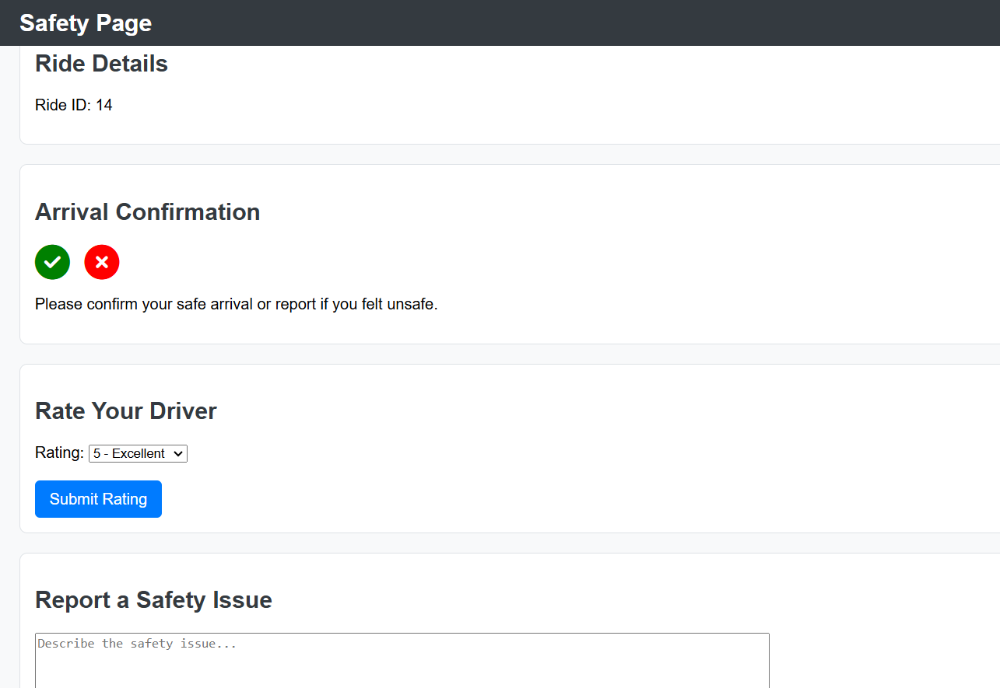 Safety Page
Ride Details
Ride ID: 14
Arrival Confirmation
Please confirm your safe arrival or report if you felt unsafe.
Rate Your Driver
Rating: 5 - Excellent
Submit Rating
Report a Safety Issue
Describe the safety issue...